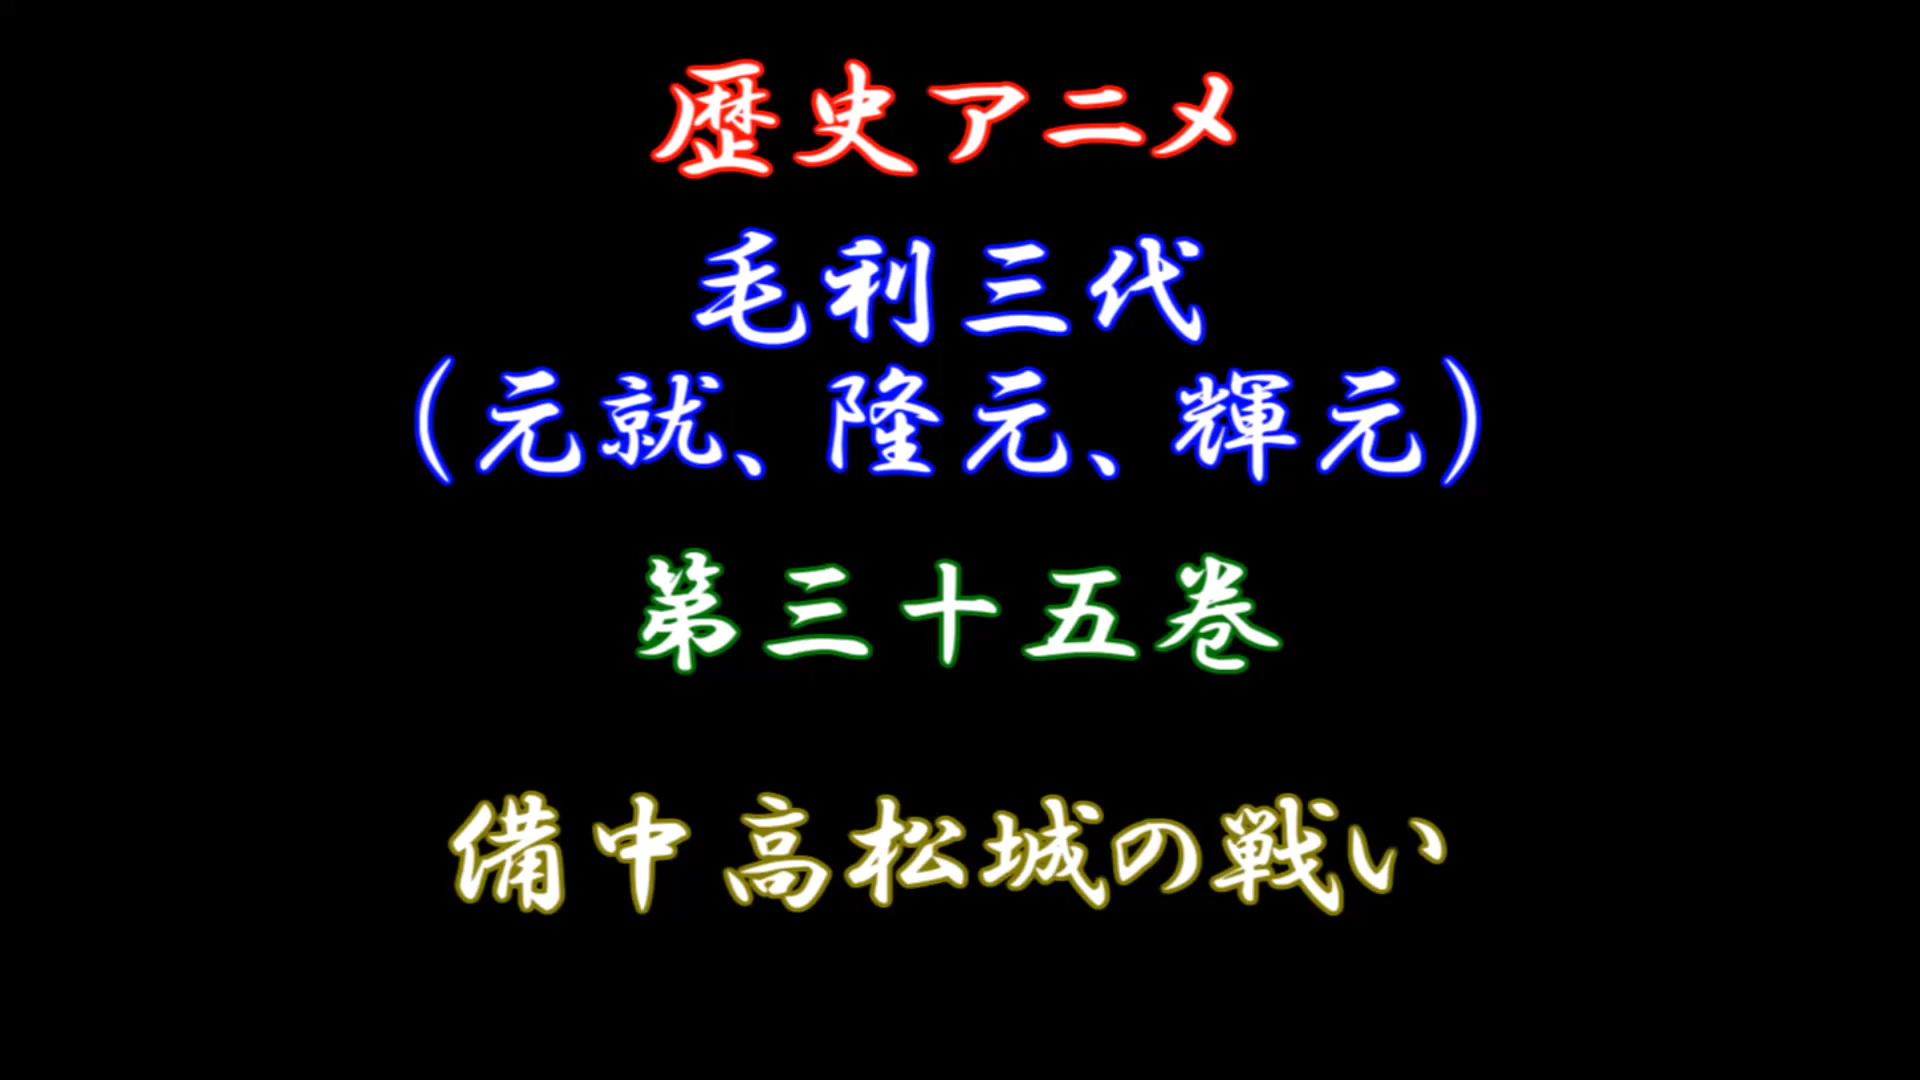 歴史アニメ
毛利三代
(元就、隆元、輝元)
第三十五巻
備中高松城の戦い